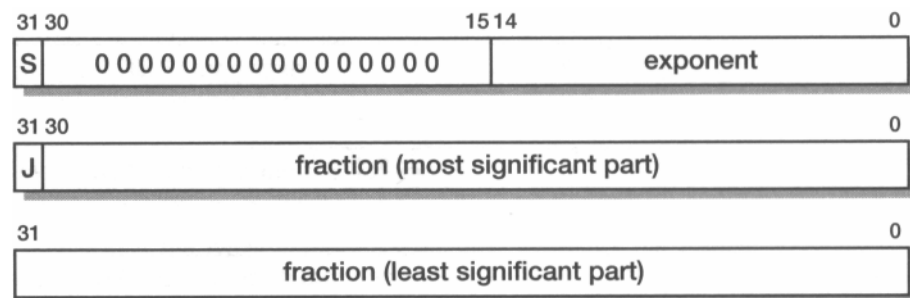 31 30 15 14 0
S 0 0 0 0 0 0 0 0 0 0 0 0 0 0 0 0 exponent
31 30 0
J fraction (most significant part)
31 0
fraction (least significant part)